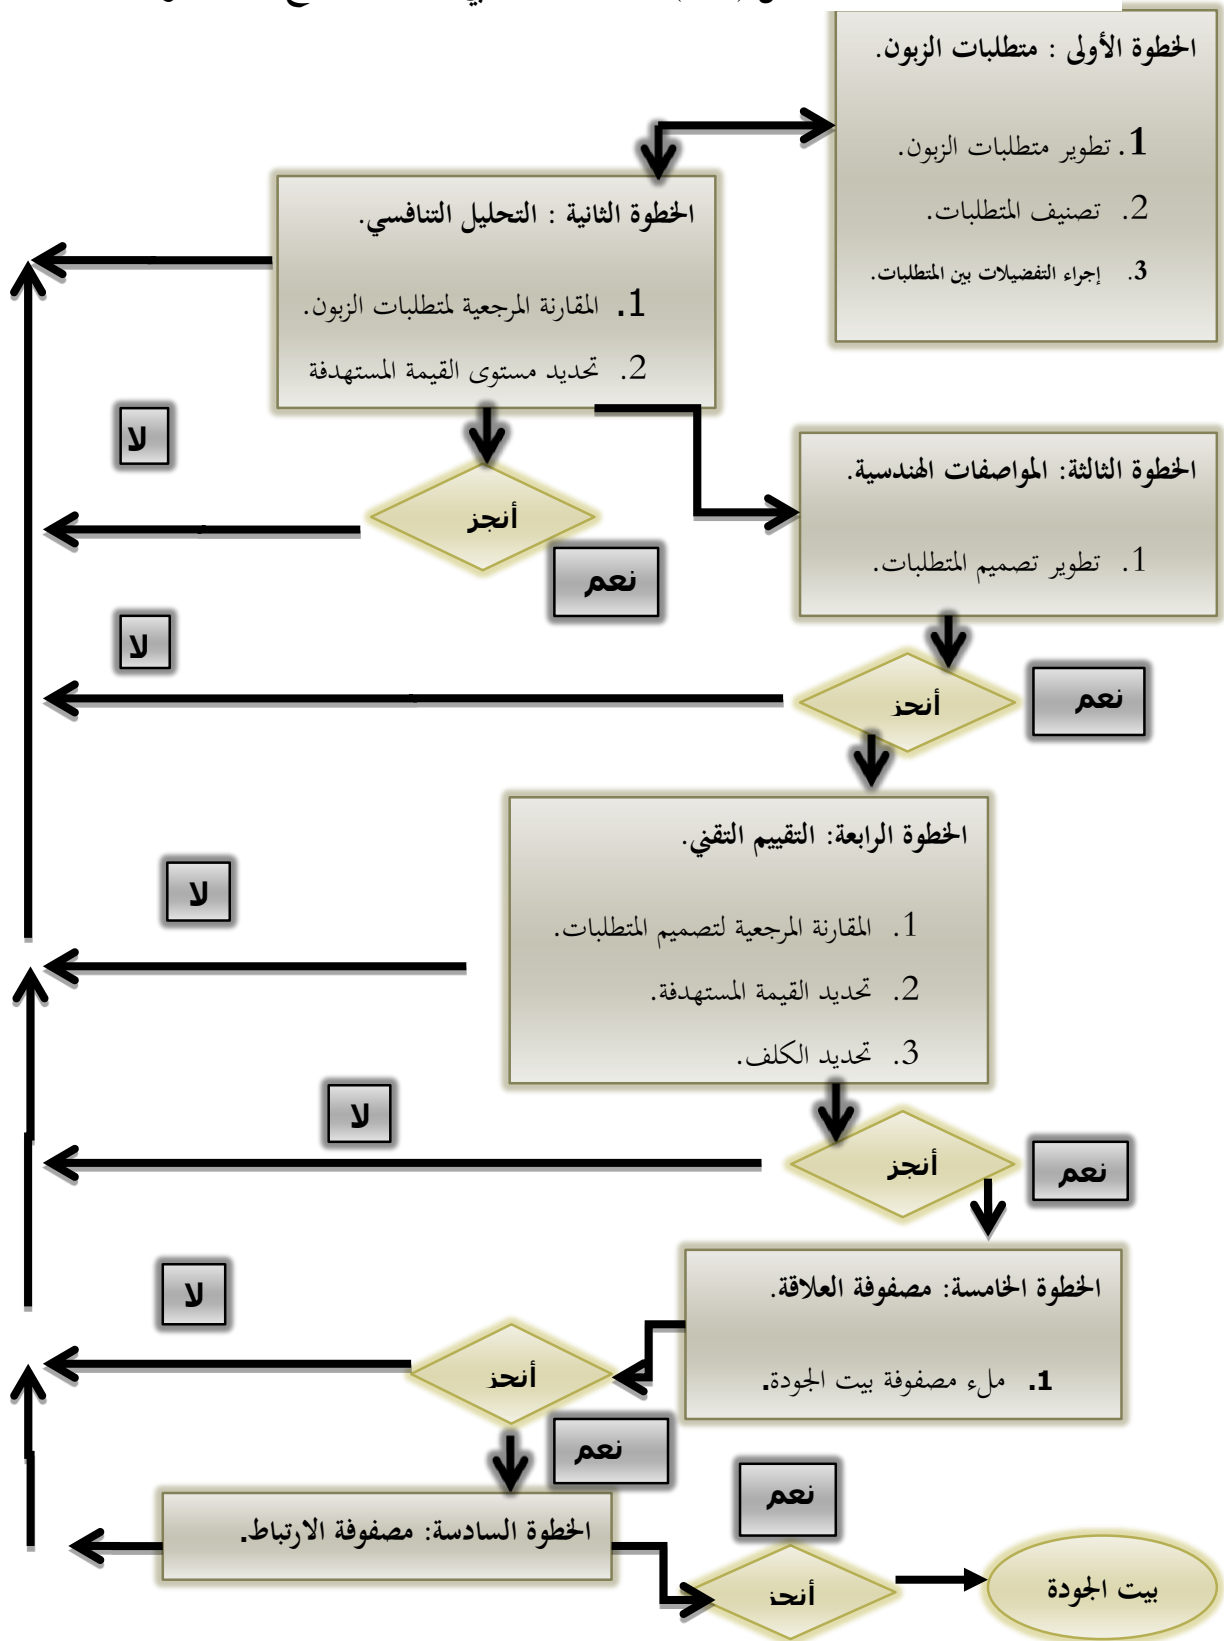 الخطوة الأولى : متطلبات الزبون.
1. تطوير متطلبات الزبون.
2. تصنيف المتطلبات.
3. إجراء التفضيلات بين المتطلبات.
الخطوة الثانية : التحليل التنافسي.
1. المقارنة المرجعية لمتطلبات الزبون.
2. تحديد مستوى القيمة المستهدفة
لا
أنجز
نعم
الخطوة الثالثة: المواصفات الهندسية.
1. تطوير تصميم المتطلبات.
لا
أنجز
نعم
الخطوة الرابعة: التقييم التقني.
1. المقارنة المرجعية لتصميم المتطلبات.
2. تحديد القيمة المستهدفة.
3. تحديد الكلف.
لا
لا
أنجز
نعم
الخطوة الخامسة: مصفوفة العلاقة.
1. ملء مصفوفة بيت الجودة.
لا
أنجز
نعم
الخطوة السادسة: مصفوفة الارتباط.
نعم
أنجز
بيت الجودة